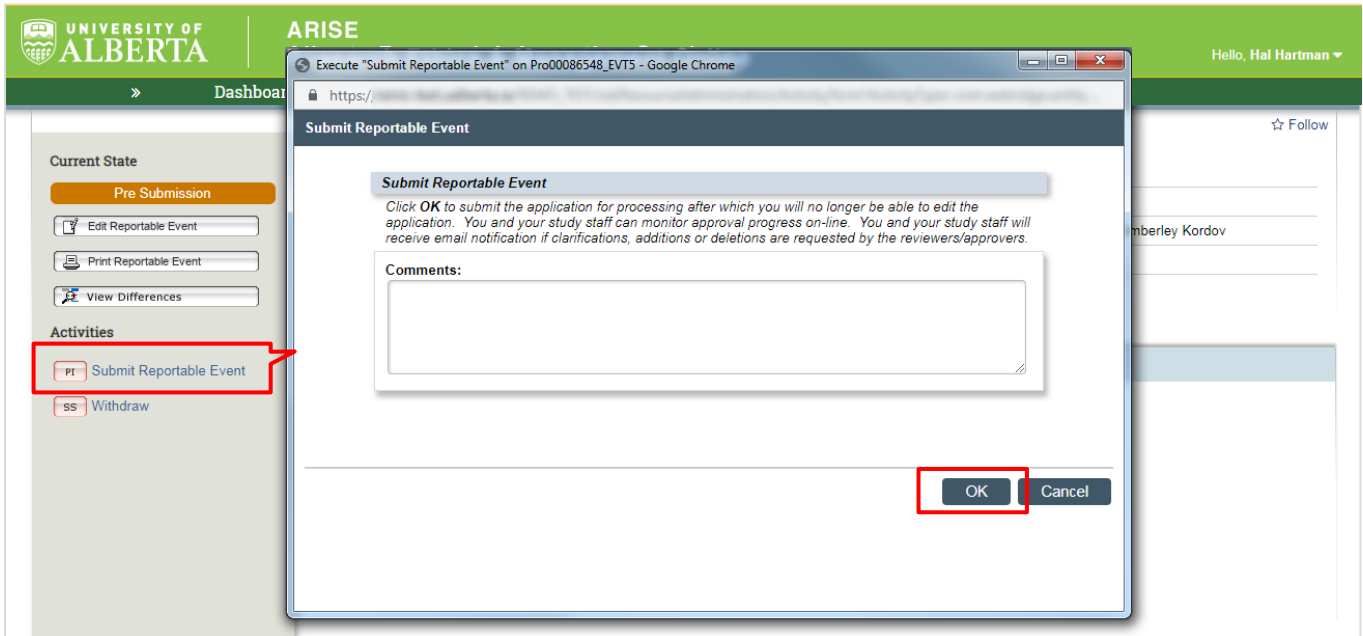 UNIVERSITY OF
ALBERTA
ARISE
Hello, Hal Hartman
»
Dashboar
Execute "Submit Reportable Event" on Pro00086548_EVT5 - Google Chrome
https:/
Submit Reportable Event
☆ Follow
Current State
Pre Submission
Edit Reportable Event
Print Reportable Event
View Differences
Activities
PI Submit Reportable Event
SS Withdraw
Submit Reportable Event
Click OK to submit the application for processing after which you will no longer be able to edit the
application. You and your study staff can monitor approval progress on-line. You and your study staff will
receive email notification if clarifications, additions or deletions are requested by the reviewers/approvers.
Comments:
mberley Kordov
OK
Cancel